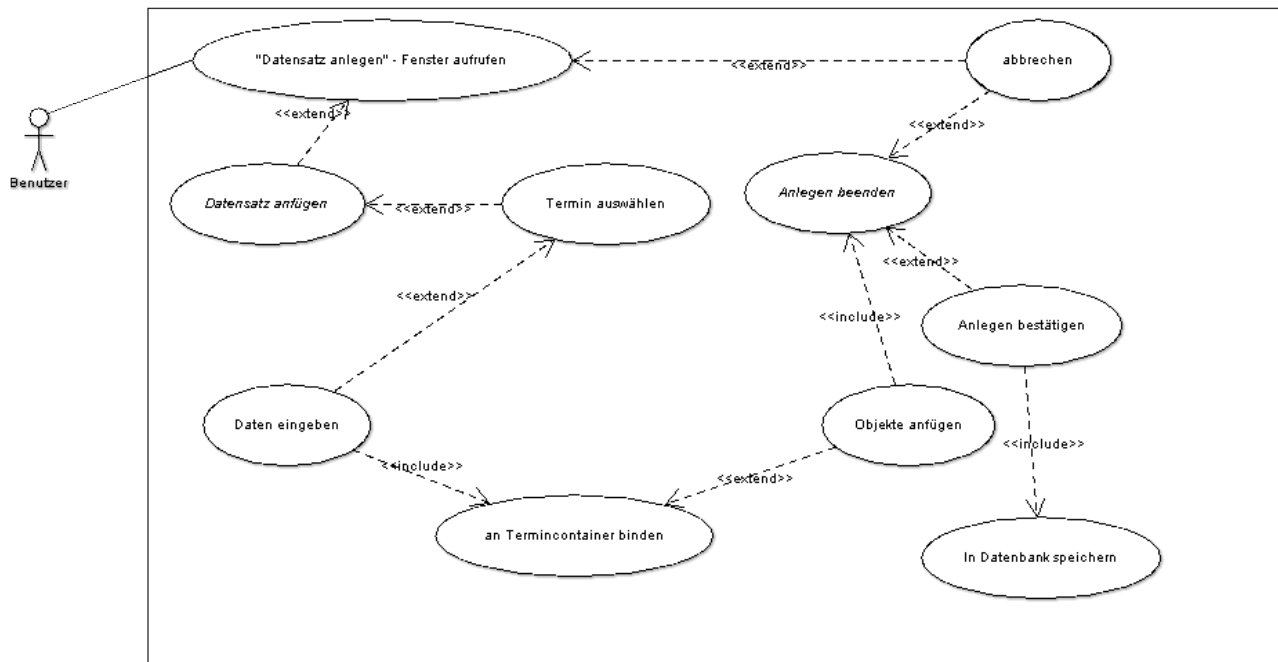 "Datensatz anlegen" - Fenster aufrufen
abbrechen
<<extend>>
<<extend>>
<<extend>>
Benutzer
Datensatz anfügen
<<extend>>
Termin auswählen
Anlegen beenden
<<extend>>
<<extend>>
<<include>>
Anlegen bestätigen
Daten eingeben
Objekte anfügen
<<include>>
<<include>>
<<extend>>
an Termincontainer binden
In Datenbank speichern